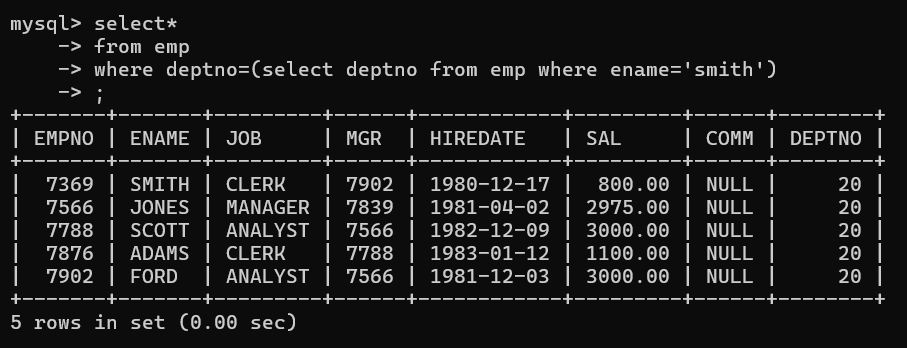 mysql> select*
    -> from emp
    -> where deptno=(select deptno from emp where ename='smith')
    -> ;
+-------+-------+---------+------+------------+---------+------+--------+
| EMPNO | ENAME | JOB     | MGR  | HIREDATE   | SAL     | COMM | DEPTNO |
+-------+-------+---------+------+------------+---------+------+--------+
|  7369 | SMITH | CLERK   | 7902 | 1980-12-17 |  800.00 | NULL |     20 |
|  7566 | JONES | MANAGER | 7839 | 1981-04-02 | 2975.00 | NULL |     20 |
|  7788 | SCOTT | ANALYST | 7566 | 1982-12-09 | 3000.00 | NULL |     20 |
|  7876 | ADAMS | CLERK   | 7788 | 1983-01-12 | 1100.00 | NULL |     20 |
|  7902 | FORD  | ANALYST | 7566 | 1981-12-03 | 3000.00 | NULL |     20 |
+-------+-------+---------+------+------------+---------+------+--------+
5 rows in set (0.00 sec)